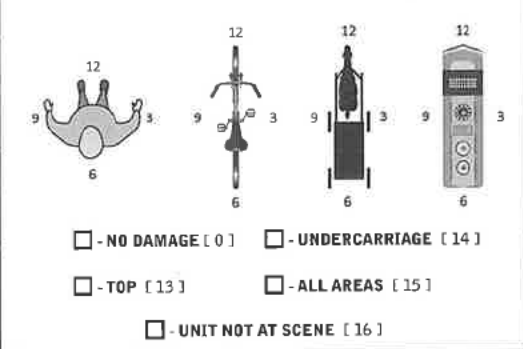 12 12 12 12
9 3 9 3 9 3 9 3
6 6 6 6
- NO DAMAGE [ 0 ] - UNDERCARRIAGE [ 14 ]
- TOP [ 13 ] - ALL AREAS [ 15 ]
- UNIT NOT AT SCENE [ 16 ]